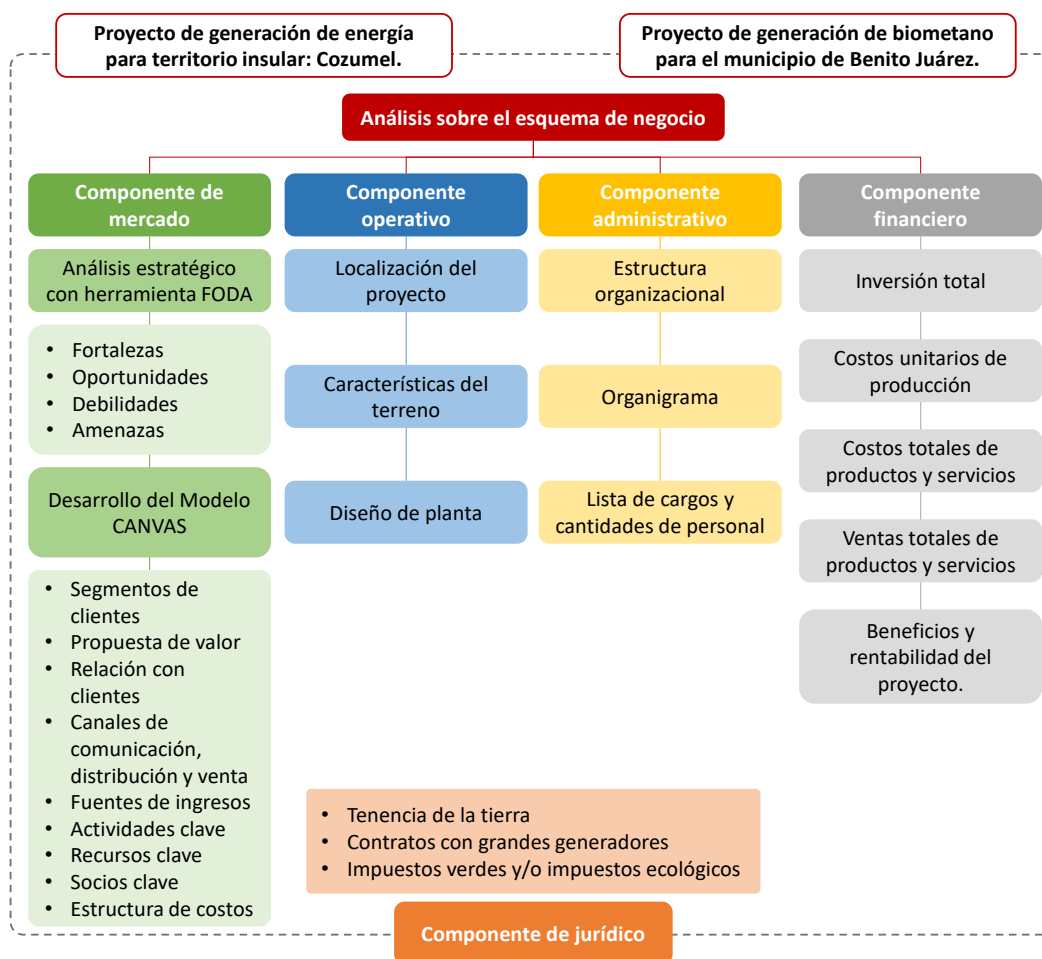 Proyecto de generación de energía
para territorio insular: Cozumel.
Proyecto de generación de biometano
para el municipio de Benito Juárez.
Análisis sobre el esquema de negocio
Componente de
mercado
Análisis estratégico
con herramienta FODA
• Fortalezas
• Oportunidades
• Debilidades
• Amenazas
Desarrollo del Modelo
CANVAS
• Segmentos de
clientes
• Propuesta de valor
• Relación con
clientes
• Canales de
comunicación,
distribución y venta
• Fuentes de ingresos
• Actividades clave
• Recursos clave
• Socios clave
• Estructura de costos
Componente
operativo
Localización del
proyecto
Características del
terreno
Diseño de planta
Componente
administrativo
Estructura
organizacional
Organigrama
Lista de cargos y
cantidades de personal
Componente
financiero
Inversión total
Costos unitarios de
producción
Costos totales de
productos y servicios
Ventas totales de
productos y servicios
Beneficios y
rentabilidad del
proyecto.
• Tenencia de la tierra
• Contratos con grandes generadores
• Impuestos verdes y/o impuestos ecológicos
Componente de jurídico